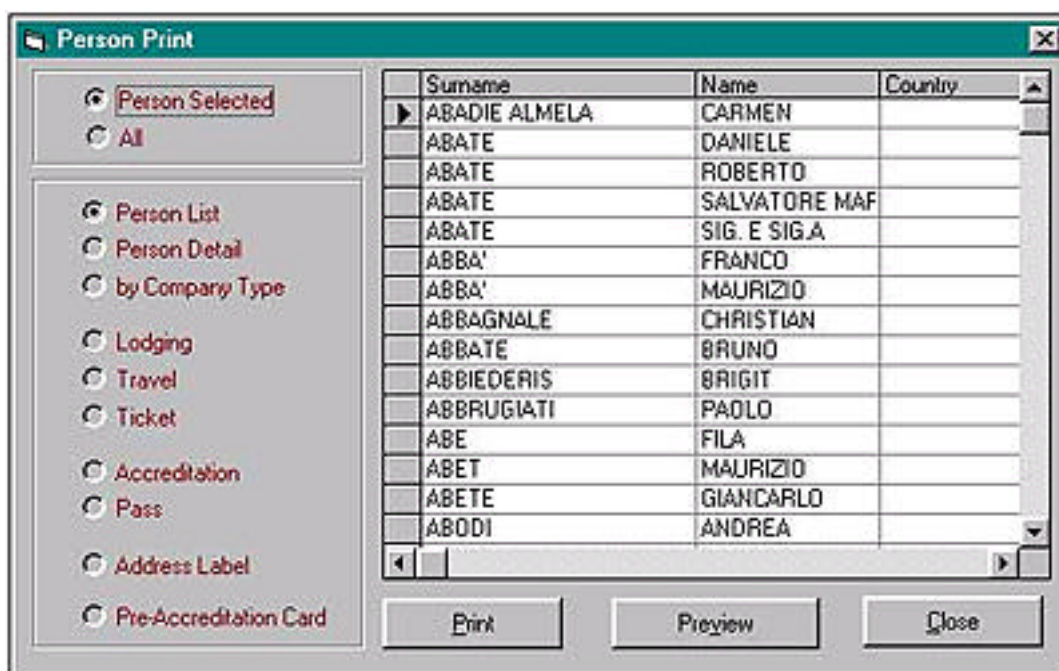 Person Print
Person Selected
All
Person List
Person Detail
by Company Type
Lodging
Travel
Ticket
Accreditation
Pass
Address Label
Pre-Accreditation Card
Surname Name Country
ABADIE ALMELA CARMEN
ABATE DANIELE
ABATE ROBERTO
ABATE SALVATORE MAR
ABATE SIG. E SIG.A
ABBA' FRANCO
ABBA' MAURIZIO
ABBAGNALE CHRISTIAN
ABBATE BRUNO
ABBIEDERIS BRIGIT
ABBRUGIATI PAOLO
ABE FILA
ABET MAURIZIO
ABETE GIANCARLO
ABODI ANDREA
Print Preview Close